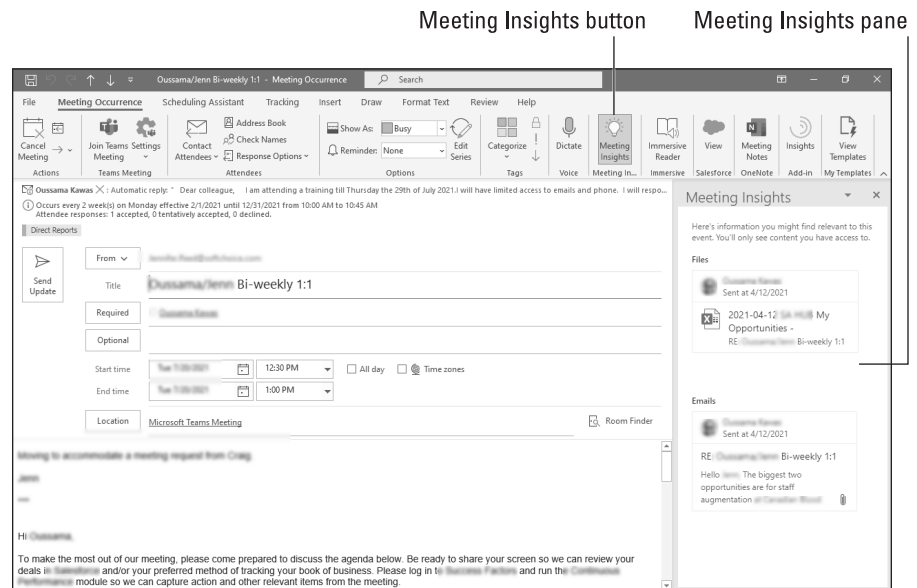 Meeting Insights button Meeting Insights pane
Oussama/Jenn Bi-weekly 1:1 - Meeting Occurrence Search
File Meeting Occurrence Scheduling Assistant Tracking Insert Draw Format Text Review Help
Cancel Meeting
Join Teams Meeting
Settings
Contact Attendees
Address Book
Check Names
Response Options
Show As: Busy
Reminder: None
Edit Series
Categorize
Dictate
Meeting Insights
Immersive Reader
View
Meeting Notes
Insights
View Templates
Actions Teams Meeting Attendees Options Tags Voice Meeting In... Immersive Salesforce OneNote Add-in My Templates
Oussama Kawas : Automatic reply: " Dear colleague, I am attending a training till Thursday the 29th of July 2021.I will have limited access to emails and phone. I will respo...
Occurs every 2 week(s) on Monday effective 2/1/2021 until 12/31/2021 from 10:00 AM to 10:45 AM
Attendee responses: 1 accepted, 0 tentatively accepted, 0 declined.
Direct Reports
Send Update
From
Title Bi-weekly 1:1
Required
Optional
Start time 12:30 PM All day Time zones
End time 1:00 PM
Location Microsoft Teams Meeting Room Finder
Moving to accommodate a meeting request from Craig.
Jenn
Hi
To make the most out of our meeting, please come prepared to discuss the agenda below. Be ready to share your screen so we can review your
deals in and/or your preferred method of tracking your book of business. Please log in to and run the
module so we can capture action and other relevant items from the meeting.
Meeting Insights
Here's information you might find relevant to this
event. You'll only see content you have access to.
Files
Sent at 4/12/2021
2021-04-12 My
Opportunities -
RE: Bi-weekly 1:1
Emails
Sent at 4/12/2021
RE: Bi-weekly 1:1
Hello The biggest two
opportunities are for staff
augmentation